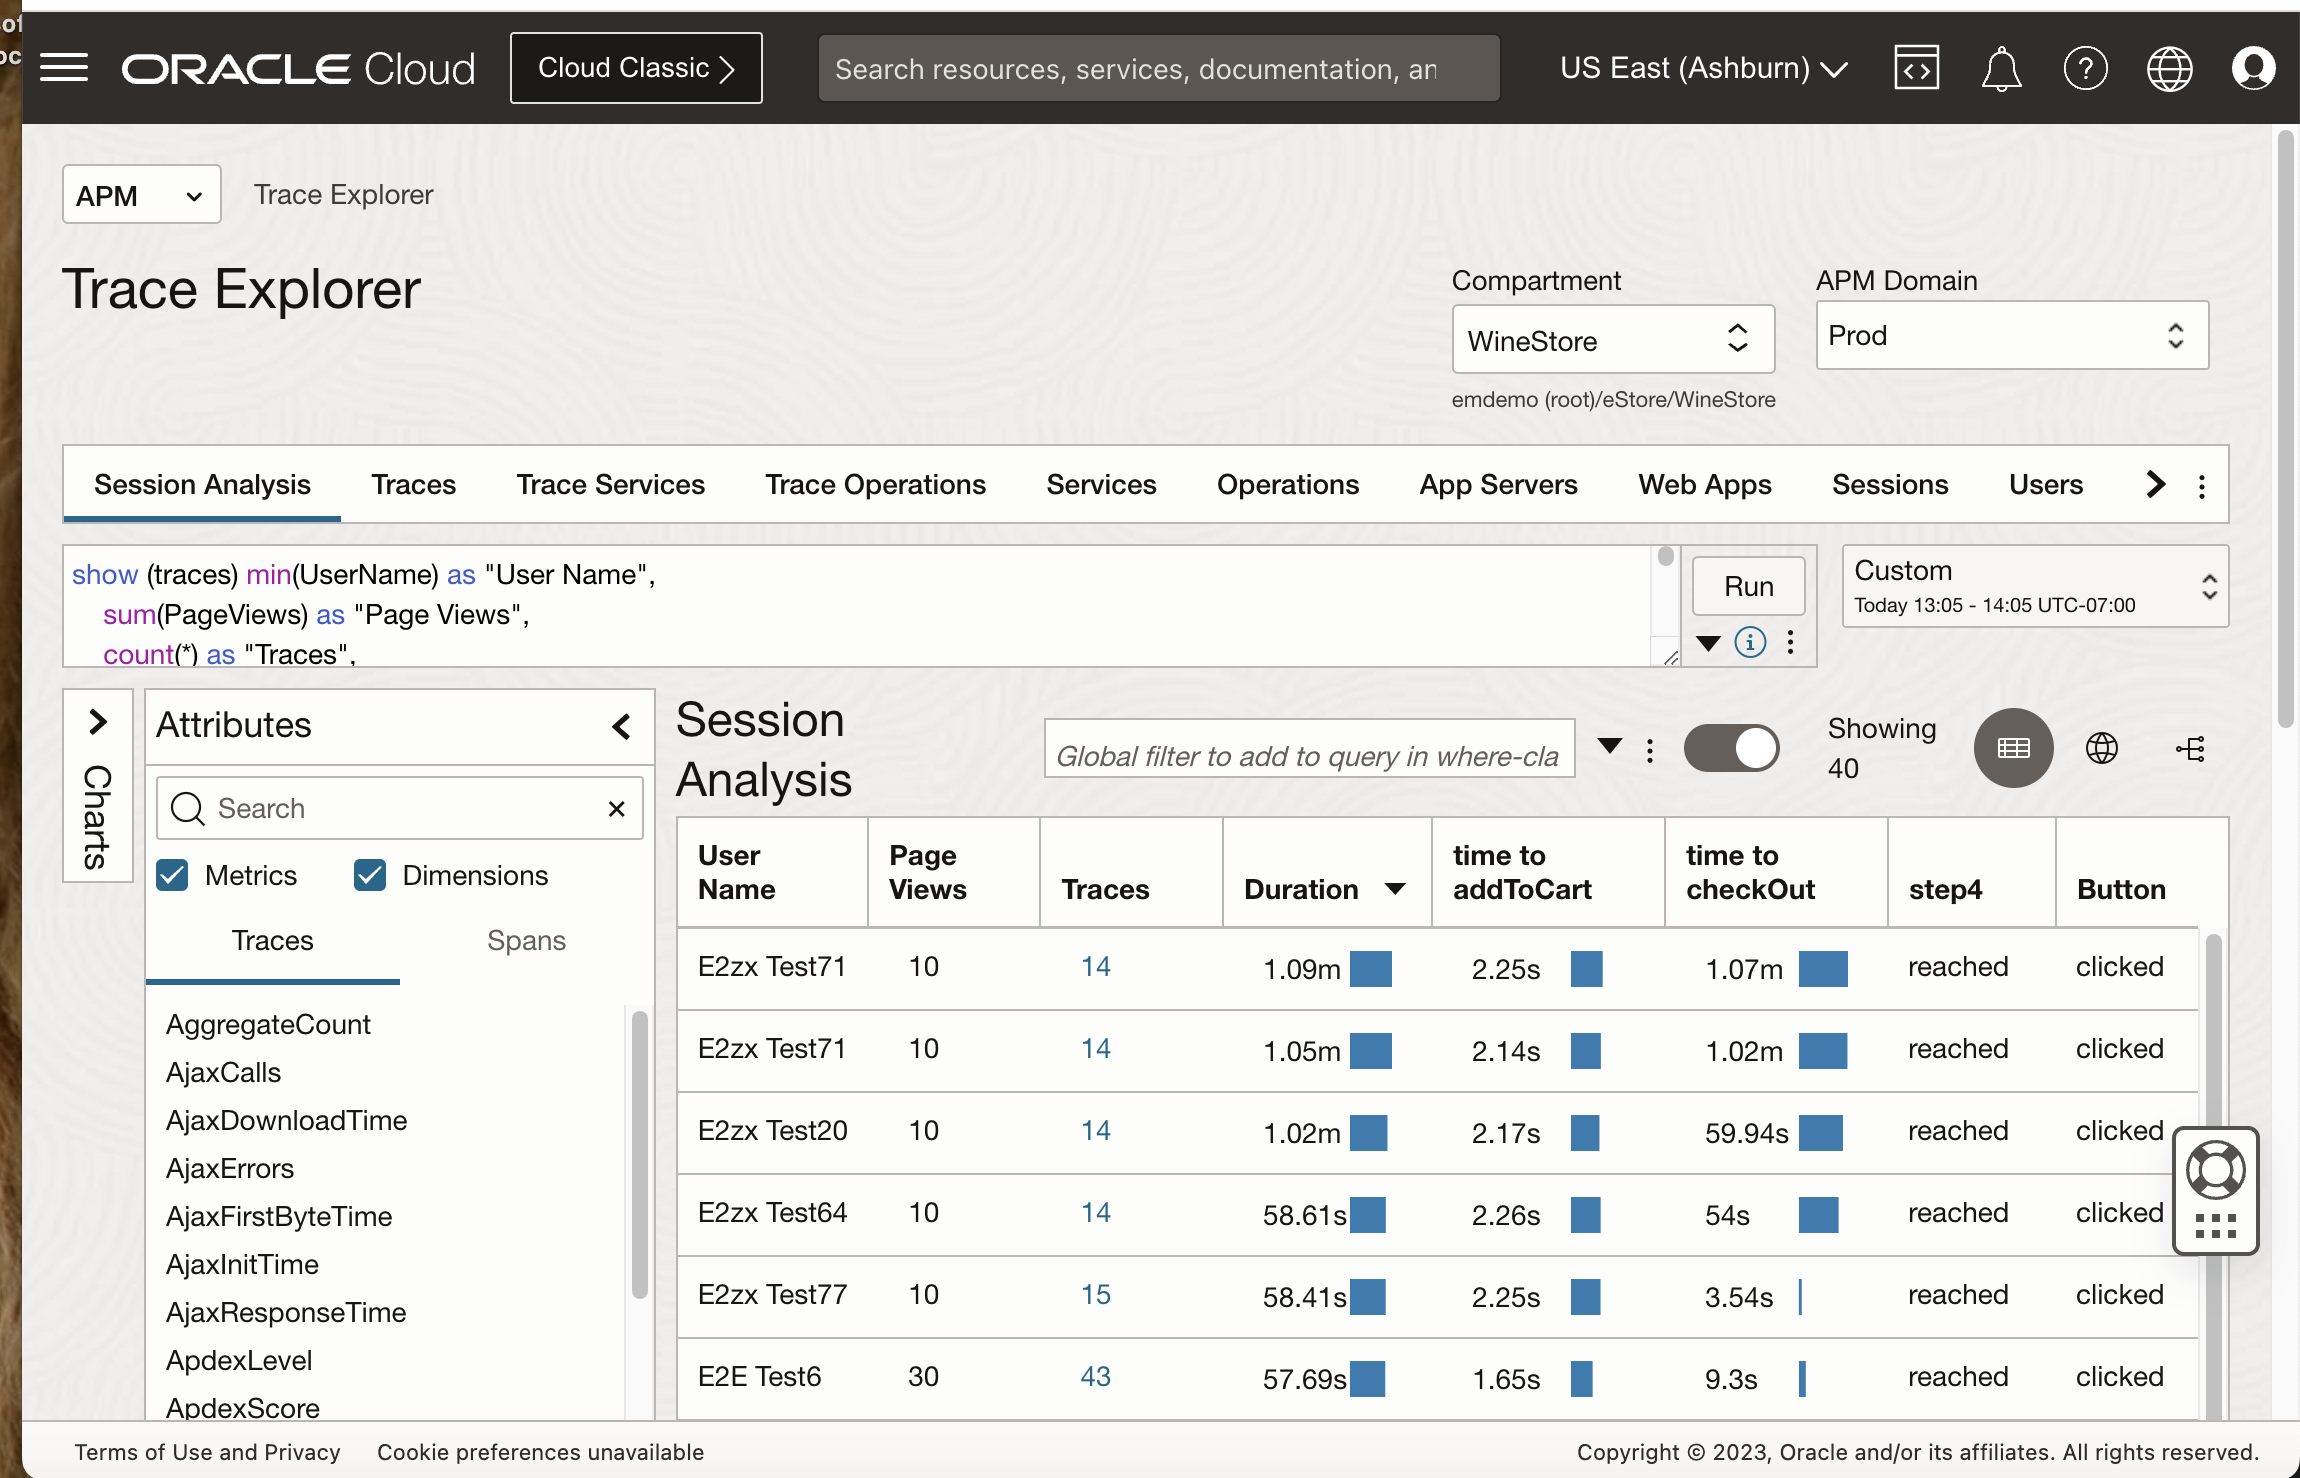 ORACLE Cloud
Cloud Classic
Search resources, services, documentation, an
US East (Ashburn)
APM
Trace Explorer
Trace Explorer
Compartment
APM Domain
WineStore
Prod
emdemo (root)/eStore/WineStore
Session Analysis Traces Trace Services Trace Operations Services Operations App Servers Web Apps Sessions Users
show (traces) min(UserName) as "User Name",
sum(PageViews) as "Page Views",
count(*) as "Traces",
Run
Custom
Today 13:05 - 14:05 UTC-07:00
Charts
Attributes
Search
Metrics Dimensions
Traces Spans
AggregateCount
AjaxCalls
AjaxDownloadTime
AjaxErrors
AjaxFirstByteTime
AjaxInitTime
AjaxResponseTime
ApdexLevel
ApdexScore
Session
Analysis
Global filter to add to query in where-cla
Showing
40
User Name Page Views Traces Duration time to addToCart time to checkOut step4 Button
E2zx Test71 10 14 1.09m 2.25s 1.07m reached clicked
E2zx Test71 10 14 1.05m 2.14s 1.02m reached clicked
E2zx Test20 10 14 1.02m 2.17s 59.94s reached clicked
E2zx Test64 10 14 58.61s 2.26s 54s reached clicked
E2zx Test77 10 15 58.41s 2.25s 3.54s reached clicked
E2E Test6 30 43 57.69s 1.65s 9.3s reached clicked
Terms of Use and Privacy Cookie preferences unavailable
Copyright © 2023, Oracle and/or its affiliates. All rights reserved.